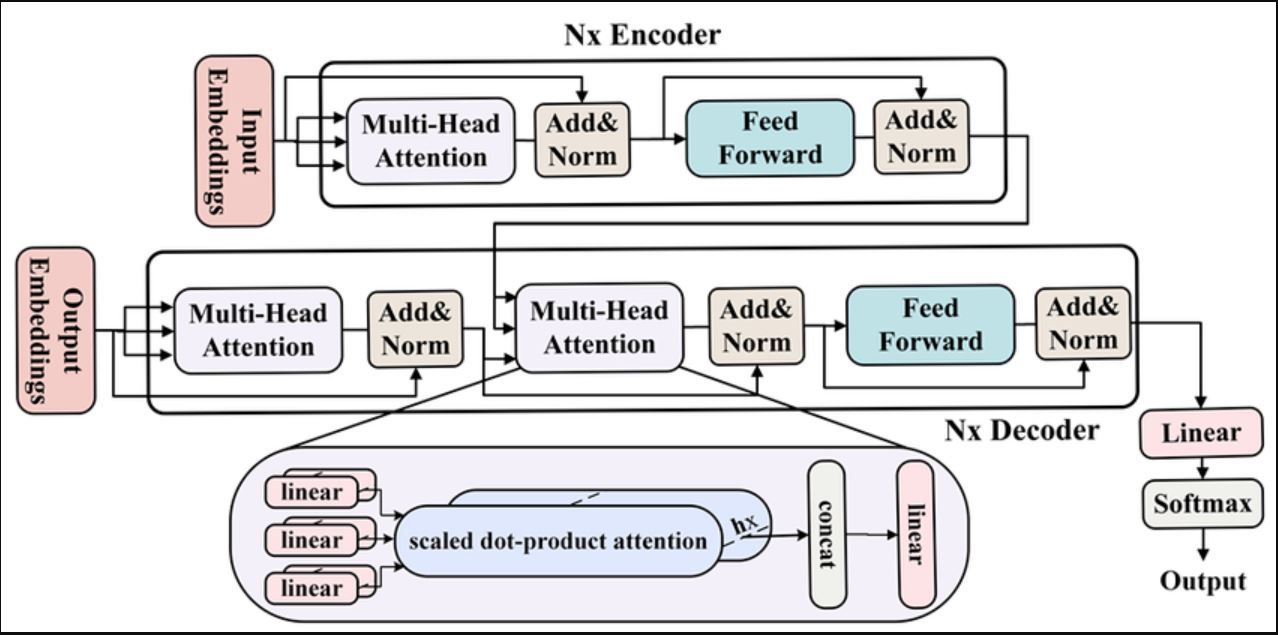 Nx Encoder
Input
Embeddings
Multi-Head
Attention
Add&
Norm
Feed
Forward
Add&
Norm
Output
Embeddings
Multi-Head
Attention
Add&
Norm
Multi-Head
Attention
Add&
Norm
Feed
Forward
Add&
Norm
Nx Decoder
Linear
Softmax
Output
linear
linear
linear
scaled dot-product attention
hx
concat
linear